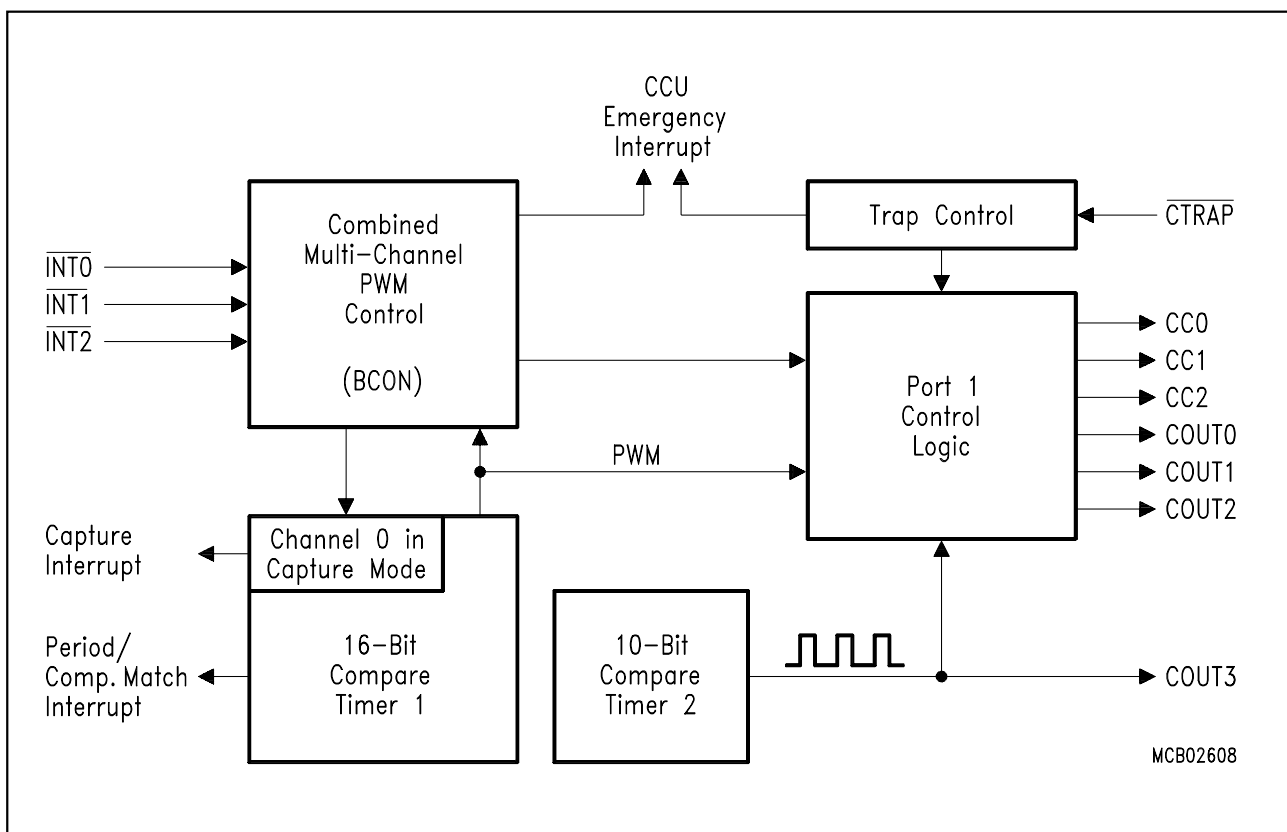 CCU
Emergency
Interrupt
Combined
Multi-Channel
PWM
Control
(BCON)
Trap Control
CTRAP
INT0
INT1
INT2
Port 1
Control
Logic
CC0
CC1
CC2
COUT0
COUT1
COUT2
PWM
Capture
Interrupt
Channel 0 in
Capture Mode
Period/
Comp. Match
Interrupt
16-Bit
Compare
Timer 1
10-Bit
Compare
Timer 2
COUT3
MCB02608